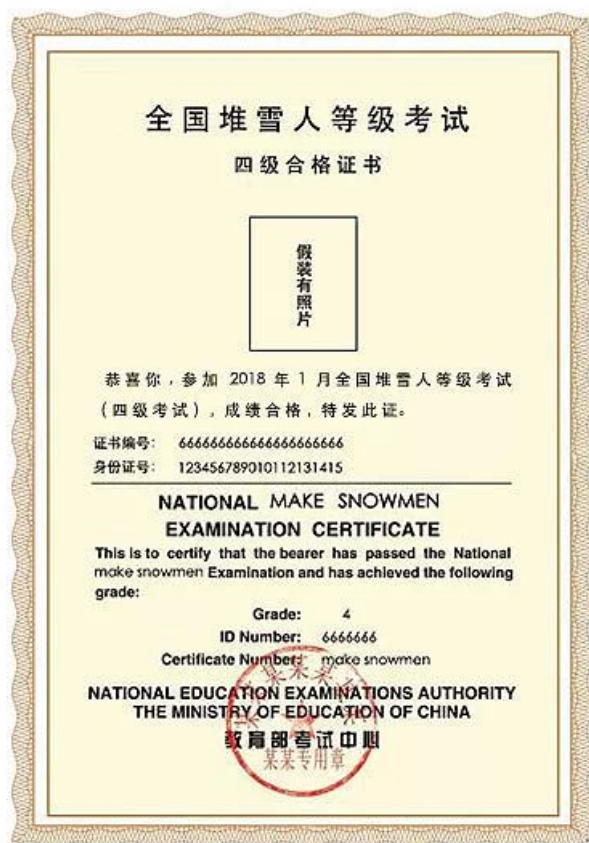 全国堆雪人等级考试
四级合格证书
假装有照片
恭喜你，参加 2018 年 1 月全国堆雪人等级考试
（四级考试），成绩合格，特发此证。
证书编号： 666666666666666666666
身份证号： 123456789010112131415
NATIONAL MAKE SNOWMEN
EXAMINATION CERTIFICATE
This is to certify that the bearer has passed the National
make snowmen Examination and has achieved the following
grade:
Grade: 4
ID Number: 6666666
Certificate Number: make snowmen
NATIONAL EDUCATION EXAMINATIONS AUTHORITY
THE MINISTRY OF EDUCATION OF CHINA
教育部考试中心
某某专用章